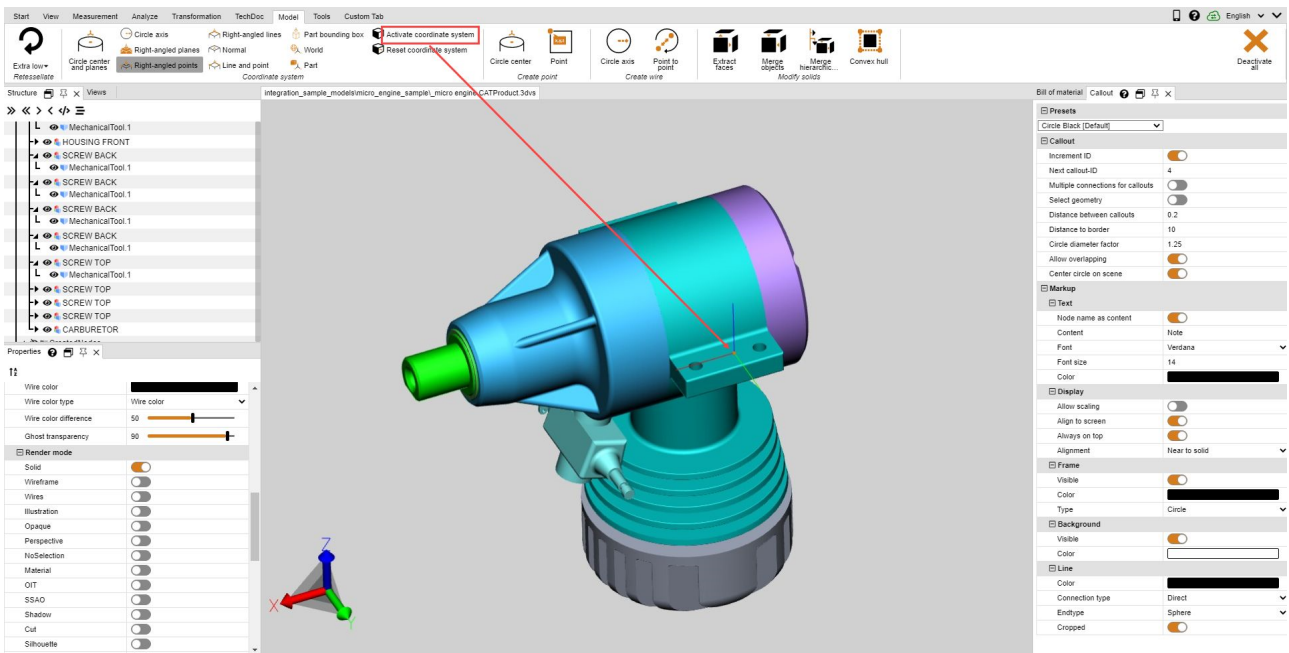 Start View Measurement Analyze Transformation TechDoc Model Tools Custom Tab English
Extra low
Retessellate
Circle center and planes
Circle axis
Right-angled planes
Right-angled points
Right-angled lines
Normal
Line and point
Part bounding box
World
Part
Activate coordinate system
Reset coordinate system
Coordinate system
Circle center
Point
Create point
Circle axis
Point to point
Create wire
Extract faces
Merge objects
Merge hierarchic...
Convex hull
Modify solids
Deactivate all
Structure Views
integration_sample_models\micro_engine_sample\_micro engine.CATProduct.3dvs
MechanicalTool.1
HOUSING FRONT
SCREW BACK
MechanicalTool.1
SCREW BACK
MechanicalTool.1
SCREW BACK
MechanicalTool.1
SCREW BACK
MechanicalTool.1
SCREW TOP
MechanicalTool.1
SCREW TOP
SCREW TOP
SCREW TOP
CARBURETOR
Properties
Wire color
Wire color type Wire color
Wire color difference 50
Ghost transparency 90
Render mode
Solid
Wireframe
Wires
Illustration
Opaque
Perspective
NoSelection
Material
OIT
SSAO
Shadow
Cut
Silhouette
Z
X
Y
Bill of material Callout
Presets
Circle Black [Default]
Callout
Increment ID
Next callout-ID 4
Multiple connections for callouts
Select geometry
Distance between callouts 0.2
Distance to border 10
Circle diameter factor 1.25
Allow overlapping
Center circle on scene
Markup
Text
Node name as content
Content Note
Font Verdana
Font size 14
Color
Display
Allow scaling
Align to screen
Always on top
Alignment Near to solid
Frame
Visible
Color
Type Circle
Background
Visible
Color
Line
Color
Connection type Direct
Endtype Sphere
Cropped